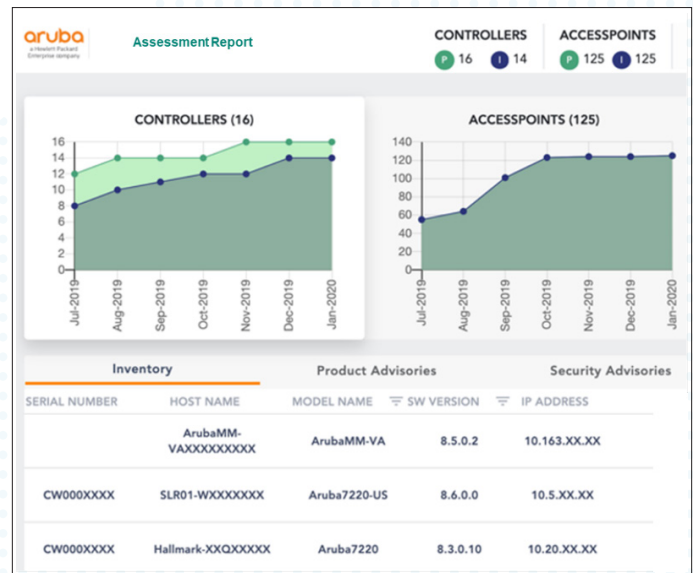 aruba
a Hewlett Packard
Enterprise company
Assessment Report
CONTROLLERS
P 16 I 14
ACCESSPOINTS
P 125 I 125
CONTROLLERS (16)
16
14
12
10
8
6
4
2
0
Jul-2019
Aug-2019
Sep-2019
Oct-2019
Nov-2019
Dec-2019
Jan-2020
ACCESSPOINTS (125)
140
120
100
80
60
40
20
0
Jul-2019
Aug-2019
Sep-2019
Oct-2019
Nov-2019
Dec-2019
Jan-2020
Inventory Product Advisories Security Advisories
SERIAL NUMBER HOST NAME MODEL NAME SW VERSION IP ADDRESS
ArubaMM-
VAXXXXXXXXX ArubaMM-VA 8.5.0.2 10.163.XX.XX
CW000XXXX SLR01-WXXXXXXX Aruba7220-US 8.6.0.0 10.5.XX.XX
CW000XXXX Hallmark-XXQXXXXX Aruba7220 8.3.0.10 10.20.XX.XX